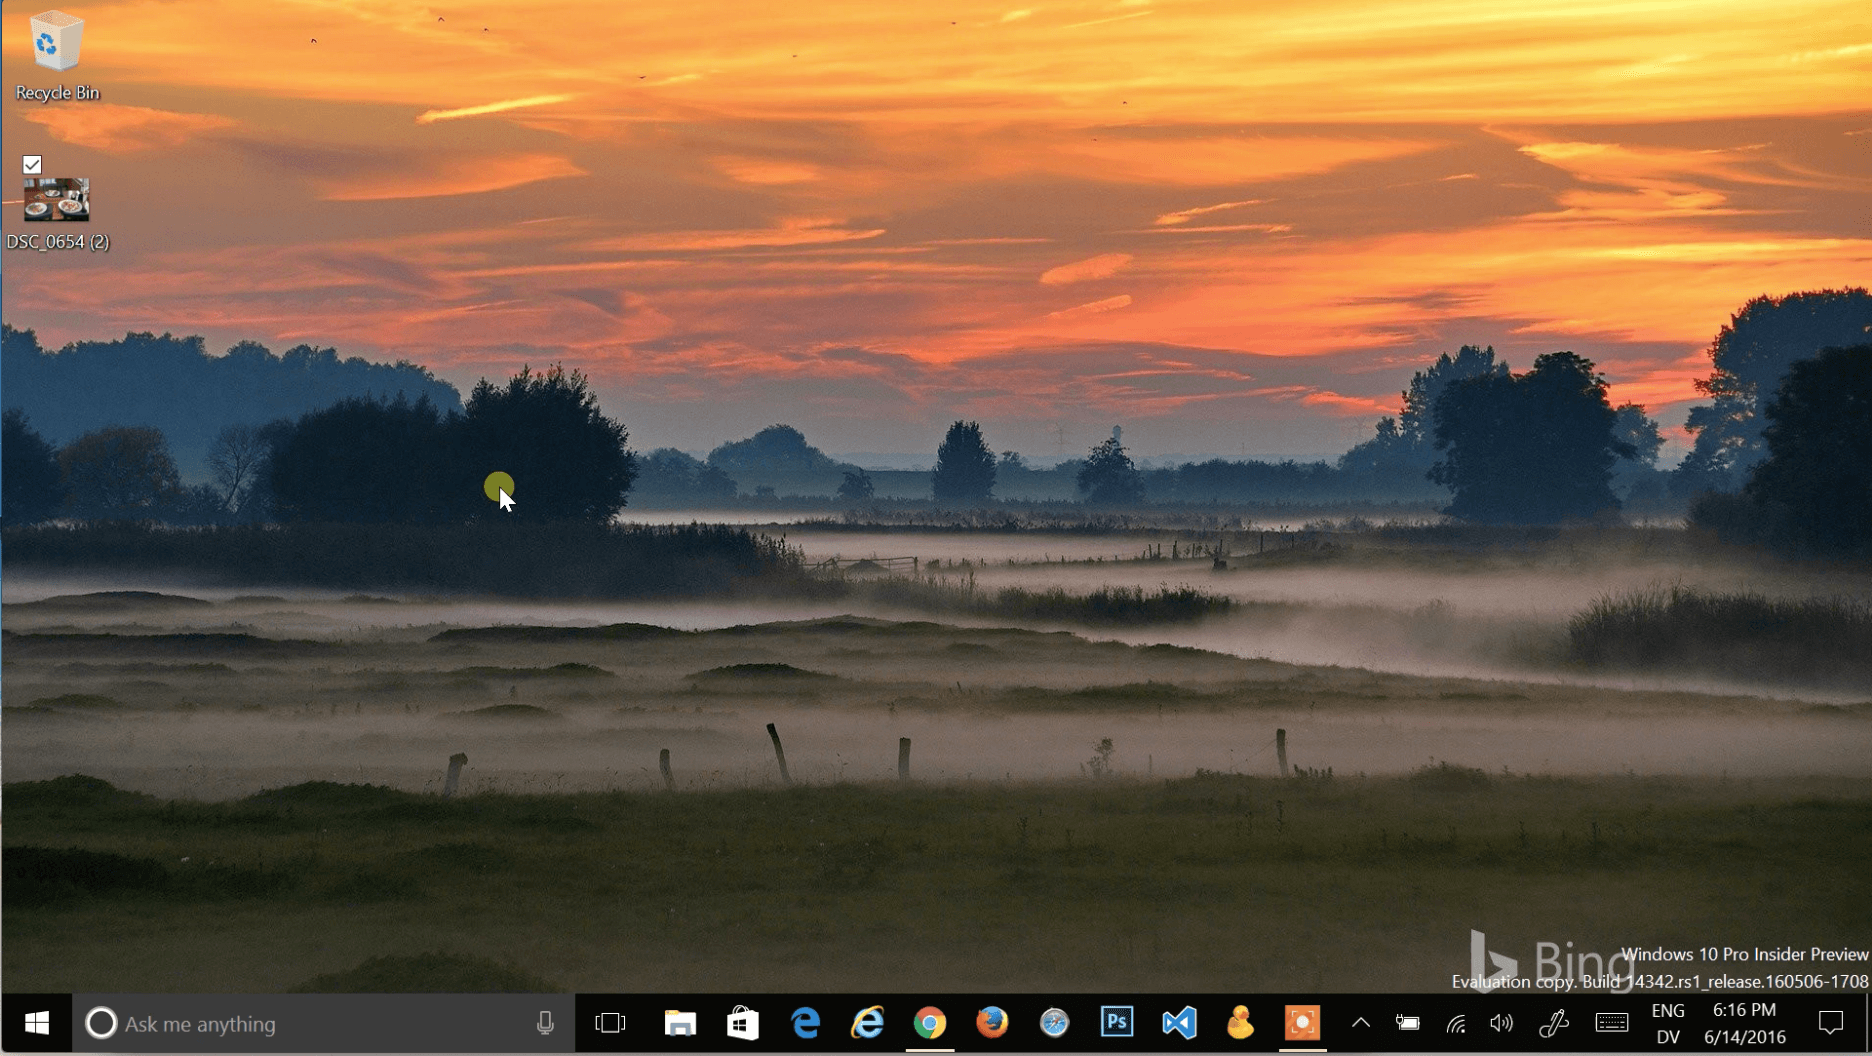 Recycle Bin
DSC_0654 (2)
Bing
Windows 10 Pro Insider Preview
Evaluation copy. Build 14342.rs1_release.160506-1708
Ask me anything
Ps
ENG
DV
6:16 PM
6/14/2016